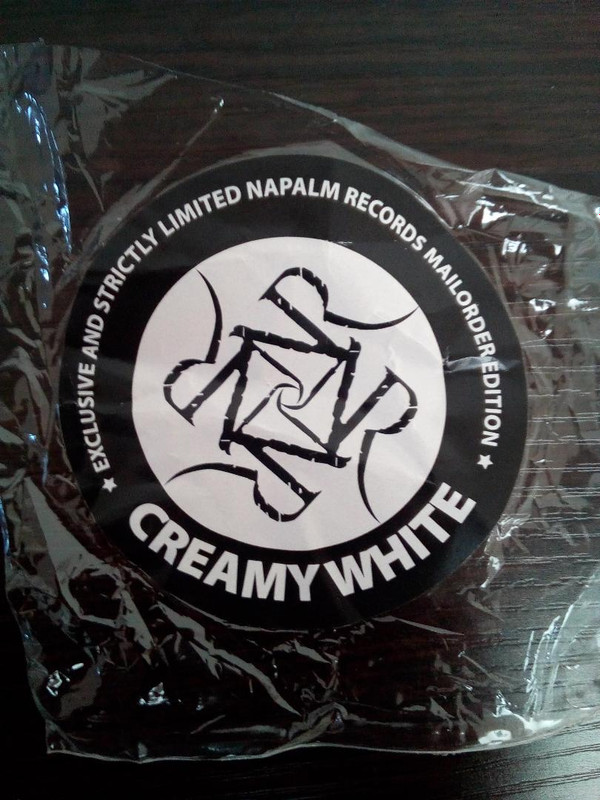 ★ EXCLUSIVE AND STRICTLY LIMITED NAPALM RECORDS MAILORDER EDITION ★
CREAMY WHITE